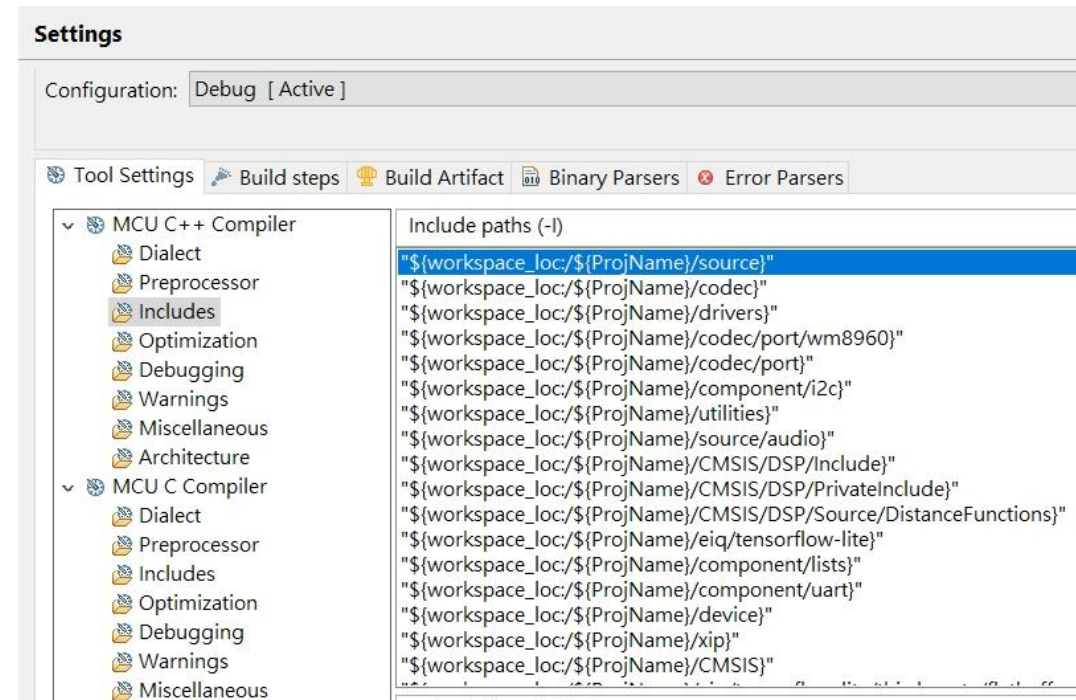 Settings
Configuration: Debug [ Active ]
Tool Settings Build steps Build Artifact Binary Parsers Error Parsers
MCU C++ Compiler
Dialect
Preprocessor
Includes
Optimization
Debugging
Warnings
Miscellaneous
Architecture
MCU C Compiler
Dialect
Preprocessor
Includes
Optimization
Debugging
Warnings
Miscellaneous
Include paths (-I)
"${workspace_loc:/${ProjName}/source}"
"${workspace_loc:/${ProjName}/codec}"
"${workspace_loc:/${ProjName}/drivers}"
"${workspace_loc:/${ProjName}/codec/port/wm8960}"
"${workspace_loc:/${ProjName}/codec/port}"
"${workspace_loc:/${ProjName}/component/i2c}"
"${workspace_loc:/${ProjName}/utilities}"
"${workspace_loc:/${ProjName}/source/audio}"
"${workspace_loc:/${ProjName}/CMSIS/DSP/Include}"
"${workspace_loc:/${ProjName}/CMSIS/DSP/PrivateInclude}"
"${workspace_loc:/${ProjName}/CMSIS/DSP/Source/DistanceFunctions}"
"${workspace_loc:/${ProjName}/eiq/tensorflow-lite}"
"${workspace_loc:/${ProjName}/component/lists}"
"${workspace_loc:/${ProjName}/component/uart}"
"${workspace_loc:/${ProjName}/device}"
"${workspace_loc:/${ProjName}/xip}"
"${workspace_loc:/${ProjName}/CMSIS}"